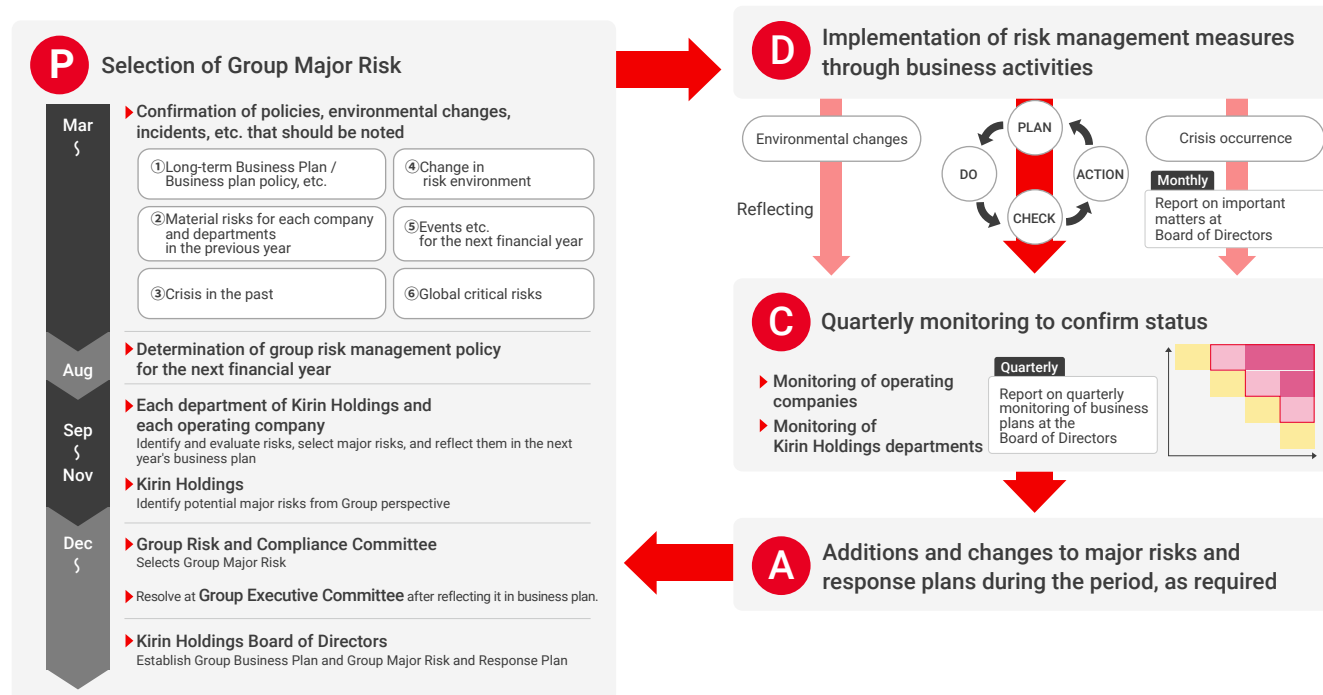 P
Selection of Group Major Risk
Mar
Confirmation of policies, environmental changes,
incidents, etc. that should be noted
①Long-term Business Plan /
Business plan policy, etc.
②Material risks for each company
and departments
in the previous year
③Crisis in the past
④Change in
risk environment
⑤Events etc.
for the next financial year
⑥Global critical risks
Aug
Determination of group risk management policy
for the next financial year
Sep
Nov
Each department of Kirin Holdings and
each operating company
Identify and evaluate risks, select major risks, and reflect them in the next
year's business plan
Kirin Holdings
Identify potential major risks from Group perspective
Dec
Group Risk and Compliance Committee
Selects Group Major Risk
Resolve at Group Executive Committee after reflecting it in business plan.
Kirin Holdings Board of Directors
Establish Group Business Plan and Group Major Risk and Response Plan
D
Implementation of risk management measures
through business activities
Environmental changes
Reflecting
PLAN
DO
ACTION
CHECK
Crisis occurrence
Monthly
Report on important
matters at
Board of Directors
C
Quarterly monitoring to confirm status
Monitoring of operating
companies
Monitoring of
Kirin Holdings departments
Quarterly
Report on quarterly
monitoring of business
plans at the
Board of Directors
A
Additions and changes to major risks and
response plans during the period, as required